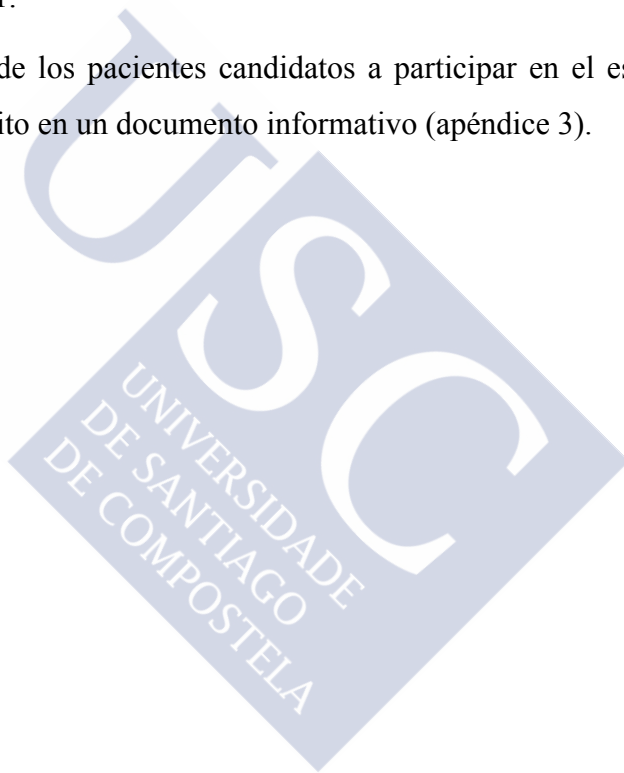 de los pacientes candidatos a participar en el
ito en un documento informativo (apéndice 3).
USC
UNIVERSIDADE
DE SANTIAGO
DE COMPOSTELA